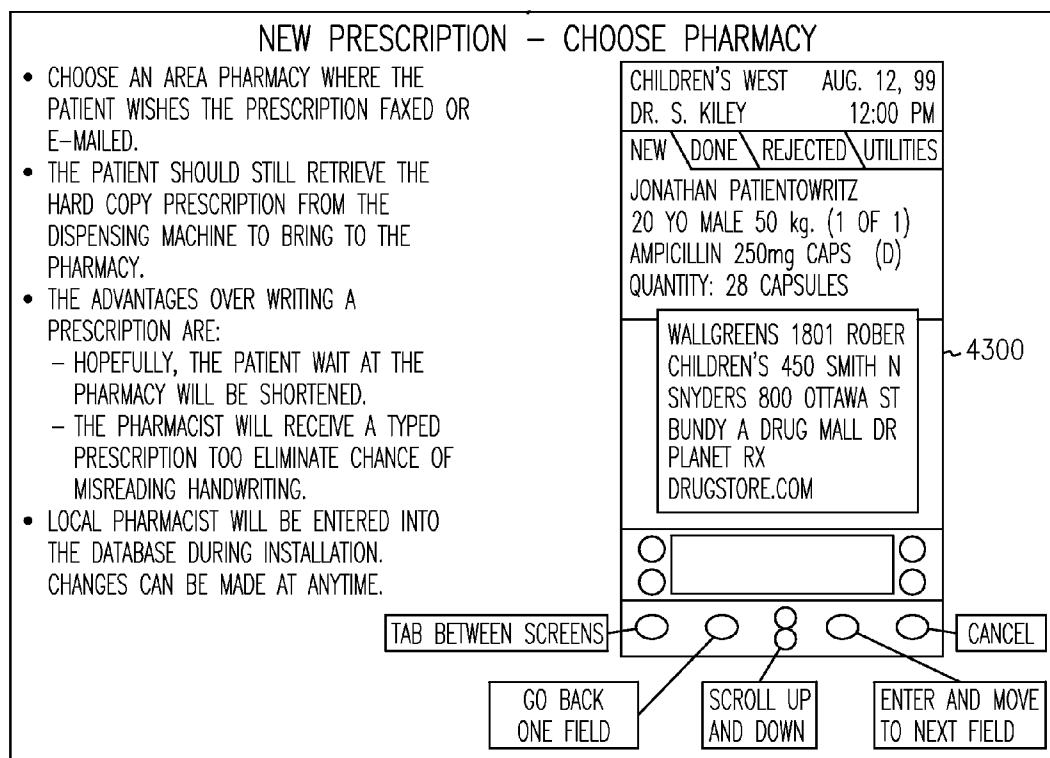 NEW PRESCRIPTION – CHOOSE PHARMACY
• CHOOSE AN AREA PHARMACY WHERE THE
PATIENT WISHES THE PRESCRIPTION FAXED OR
E-MAILED.
• THE PATIENT SHOULD STILL RETRIEVE THE
HARD COPY PRESCRIPTION FROM THE
DISPENSING MACHINE TO BRING TO THE
PHARMACY.
• THE ADVANTAGES OVER WRITING A
PRESCRIPTION ARE:
– HOPEFULLY, THE PATIENT WAIT AT THE
PHARMACY WILL BE SHORTENED.
– THE PHARMACIST WILL RECEIVE A TYPED
PRESCRIPTION TOO ELIMINATE CHANCE OF
MISREADING HANDWRITING.
• LOCAL PHARMACIST WILL BE ENTERED INTO
THE DATABASE DURING INSTALLATION.
CHANGES CAN BE MADE AT ANYTIME.
CHILDREN'S WEST AUG. 12, 99
DR. S. KILEY 12:00 PM
NEW DONE REJECTED UTILITIES
JONATHAN PATIENTOWRITZ
20 YO MALE 50 kg. (1 OF 1)
AMPICILLIN 250mg CAPS (D)
QUANTITY: 28 CAPSULES
WALLGREENS 1801 ROBER
CHILDREN'S 450 SMITH N
SNYDERS 800 OTTAWA ST
BUNDY A DRUG MALL DR
PLANET RX
DRUGSTORE.COM
4300
TAB BETWEEN SCREENS
CANCEL
GO BACK
ONE FIELD
SCROLL UP
AND DOWN
ENTER AND MOVE
TO NEXT FIELD